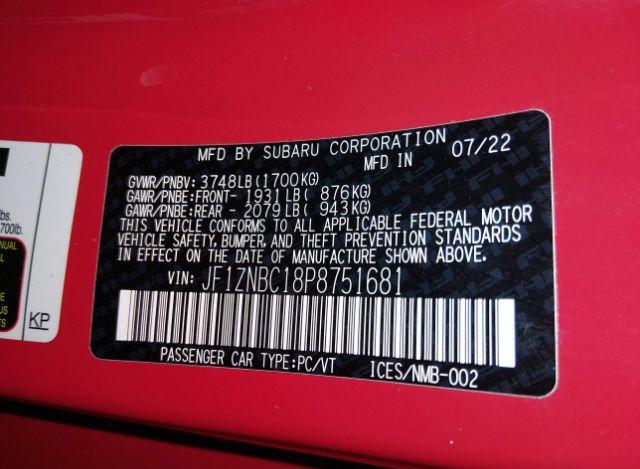 MFD BY SUBARU CORPORATION
MFD IN 07/22
GVWR/PNBV: 3748LB(1700KG)
GAWR/PNBE:FRONT- 1931LB( 876KG)
GAWR/PNBE:REAR - 2079LB( 943KG)
THIS VEHICLE CONFORMS TO ALL APPLICABLE FEDERAL MOTOR
VEHICLE SAFETY, BUMPER, AND THEFT PREVENTION STANDARDS
IN EFFECT ON THE DATE OF MANUFACTURE SHOWN ABOVE.
VIN: JF1ZNBC18P8751681
PASSENGER CAR TYPE:PC/VT ICES/NMB-002
lbs.
700lb.
KP